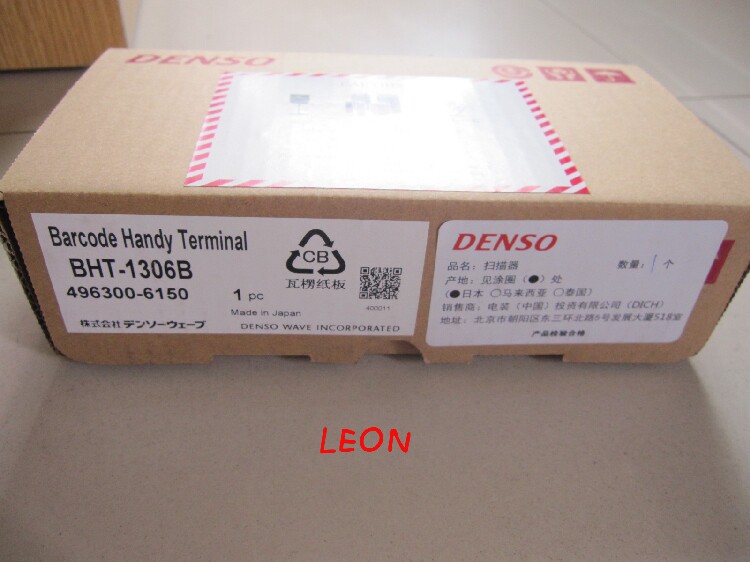 DENSO
Barcode Handy Terminal
BHT-1306B
496300-6150
1 pc
Made in Japan
株式会社 デンソーウェーブ
DENSO WAVE INCORPORATED
CB
瓦楞纸板
400011
DENSO
品名: 扫描器 数量: 1 个
产地: 见涂圈 (●) 处
(●日本 ○马来西亚 ○泰国)
销售商: 电装 (中国) 投资有限公司 (DICH)
地址: 北京市朝阳区东三环北路5号发展大厦518室
产品检验合格
LEON